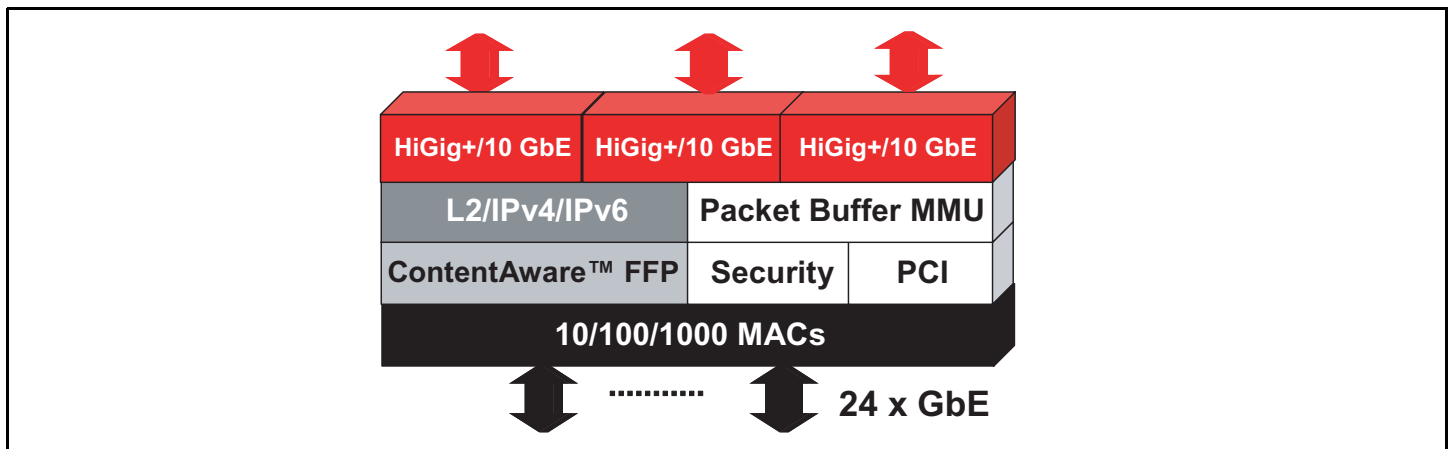 HiGig+/10 GbE HiGig+/10 GbE HiGig+/10 GbE
L2/IPv4/IPv6 Packet Buffer MMU
ContentAware™ FFP Security PCI
10/100/1000 MACs
24 x GbE